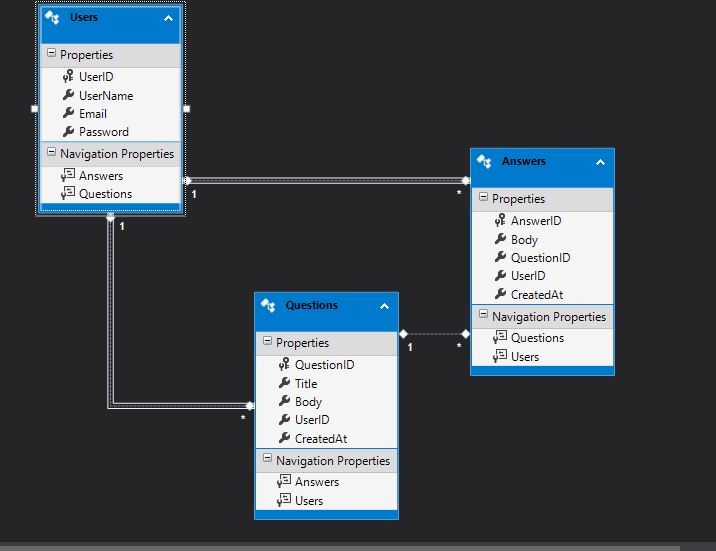 Users
Properties
UserID
UserName
Email
Password
Navigation Properties
Answers
Questions
1
*
1
*
Answers
Properties
AnswerID
Body
QuestionID
UserID
CreatedAt
Navigation Properties
Questions
Users
Questions
Properties
QuestionID
Title
Body
UserID
CreatedAt
Navigation Properties
Answers
Users
1
*